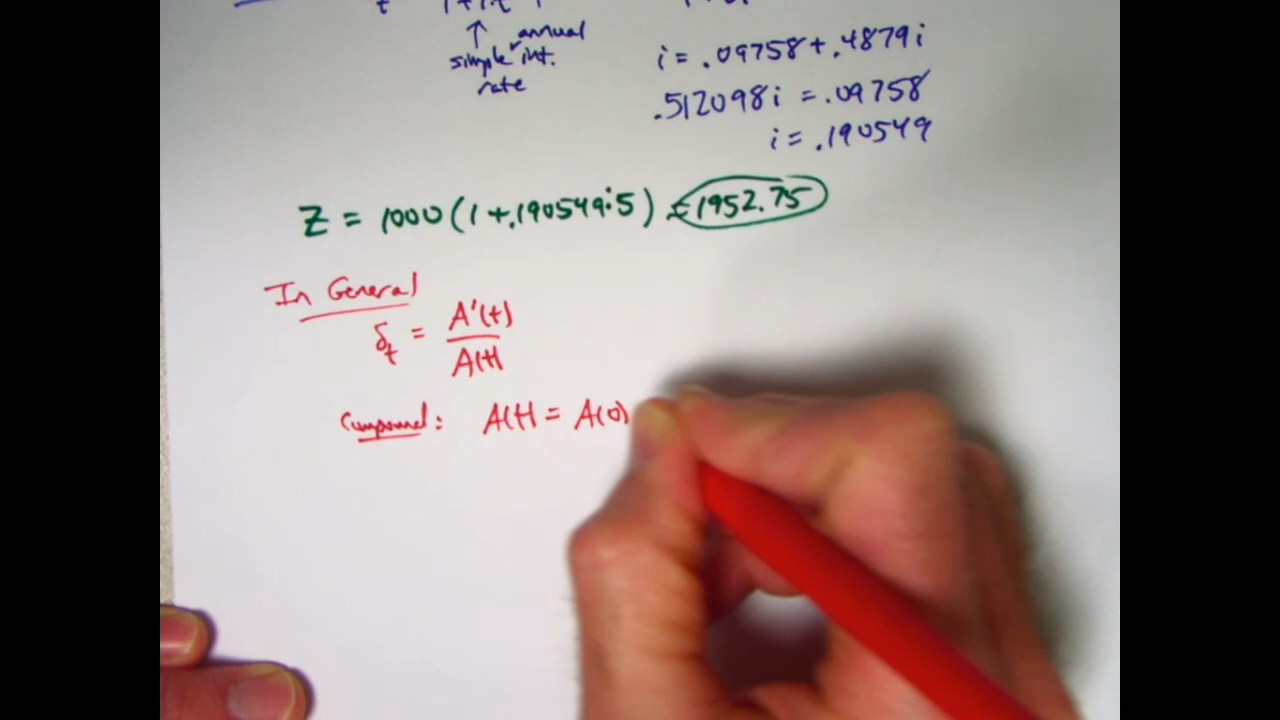 annual
simple int.
rate
i = .09758 + .4879i
.512098i = .09758
i = .190549
Z = 1000(1+.190549·5) = 1952.75
In General
δt = A'(t)/A(t)
Compound: A(t) = A(0)